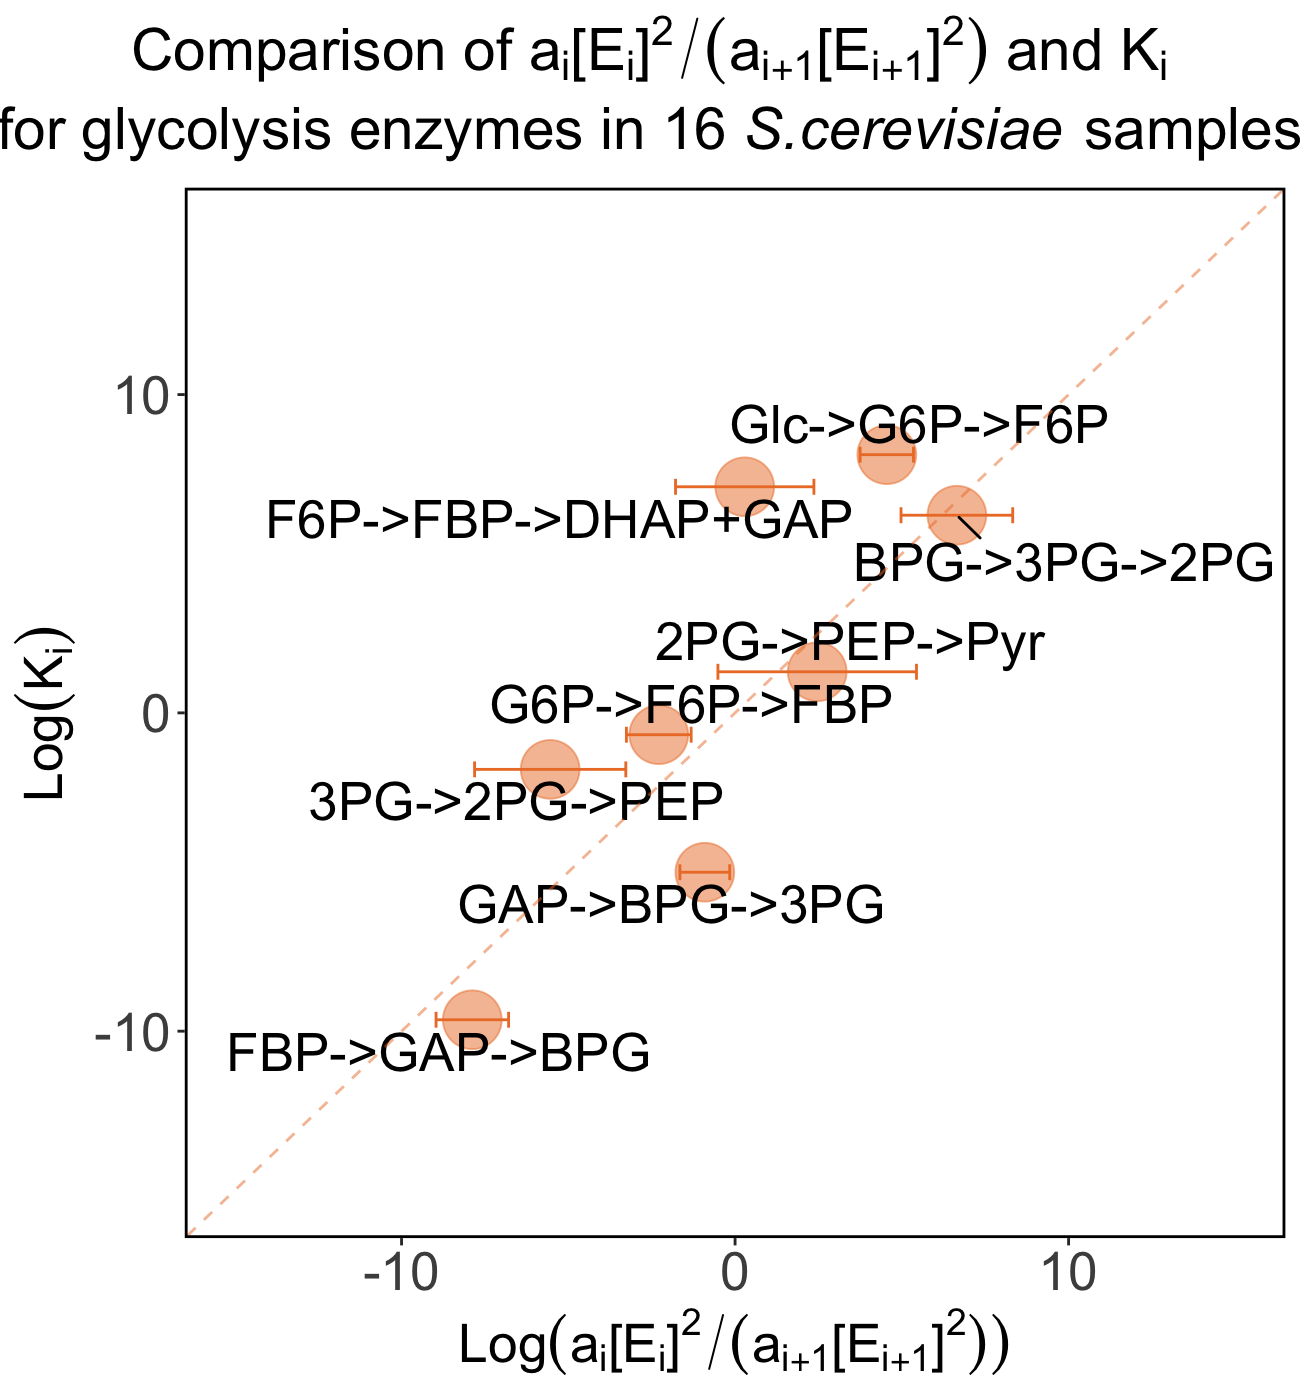 Comparison of aᵢ[Eᵢ]²/(aᵢ₊₁[Eᵢ₊₁]²) and Kᵢ
for glycolysis enzymes in 16 S.cerevisiae samples
10
Glc->G6P->F6P
F6P->FBP->DHAP+GAP
BPG->3PG->2PG
2PG->PEP->Pyr
G6P->F6P->FBP
0
3PG->2PG->PEP
GAP->BPG->3PG
-10
FBP->GAP->BPG
Log(Kᵢ)
-10 0 10
Log(aᵢ[Eᵢ]²/(aᵢ₊₁[Eᵢ₊₁]²))